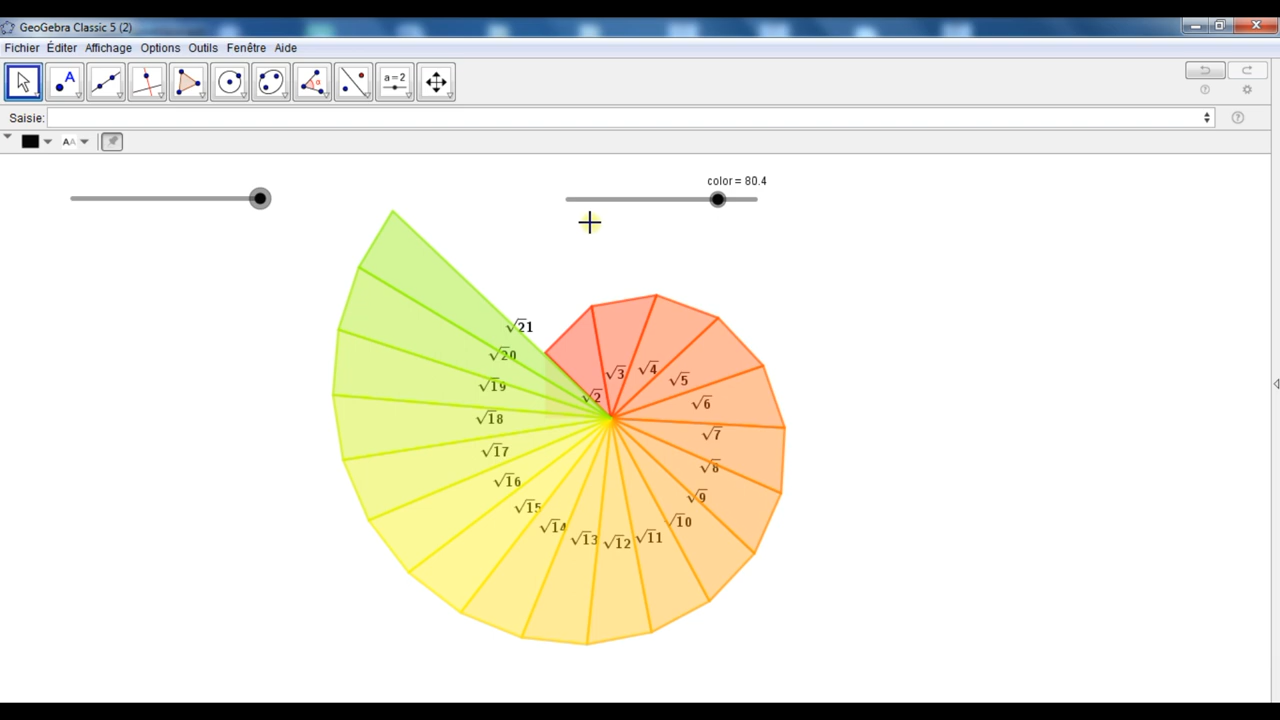 GeoGebra Classic 5 (2)
Fichier Éditer Affichage Options Outils Fenêtre Aide
A
α
a = 2
Saisie:
AA
color = 80.4
√21
√20
√19
√18
√17
√16
√15
√14
√13
√12
√11
√10
√9
√8
√7
√6
√5
√4
√3
√2